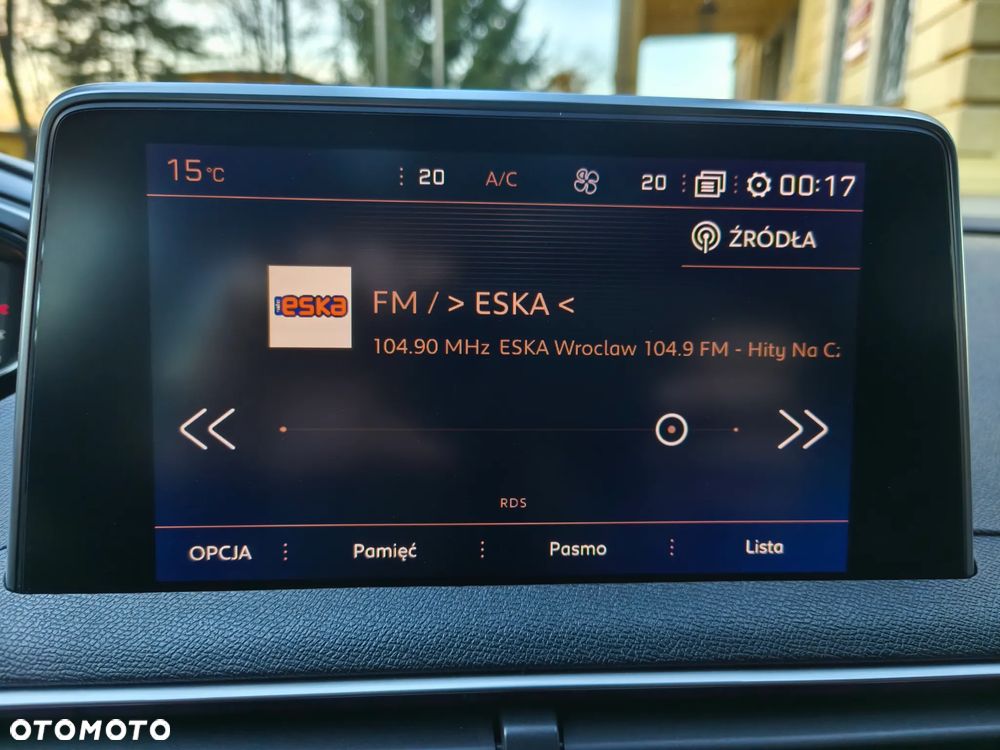 15°C 20 A/C 20 00:17
ŹRÓDŁA
eska FM / > ESKA <
104.90 MHz ESKA Wroclaw 104.9 FM - Hity Na C
RDS
OPCJA Pamięć Pasmo Lista
OTOMOTO